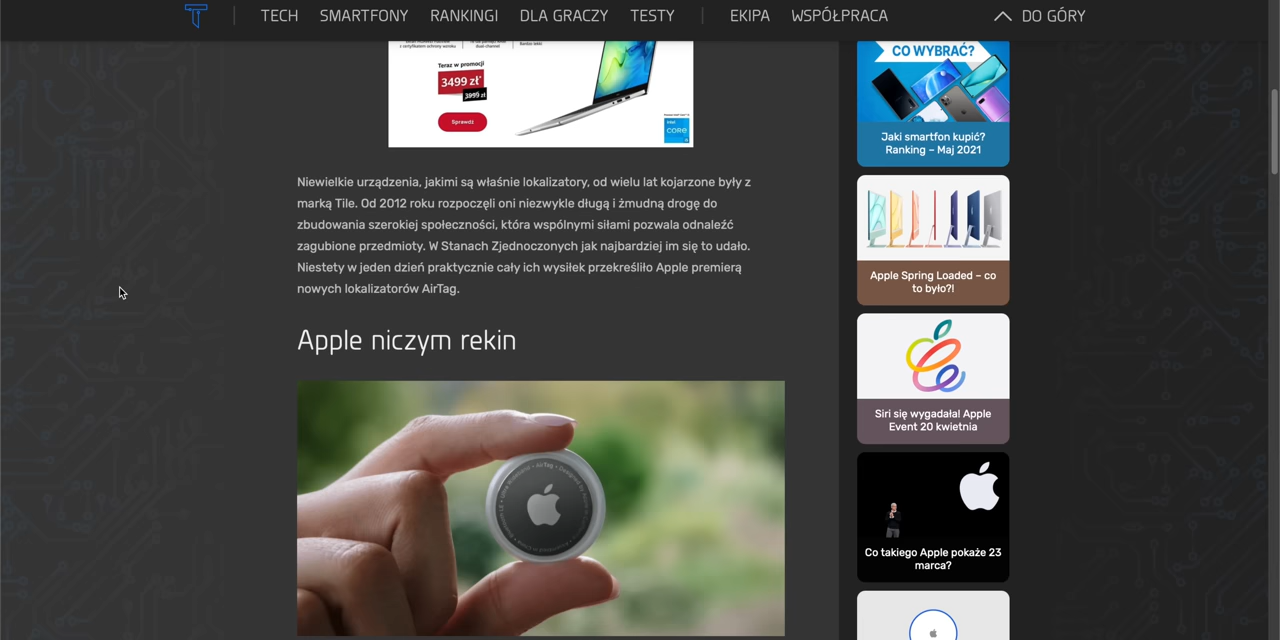 TECH SMARTFONY RANKINGI DLA GRACZY TESTY EKIPA WSPÓŁPRACA DO GÓRY
Teraz w promocji
3499 zł*
3999 zł
Sprawdź
intel
CORE
Niewielkie urządzenia, jakimi są właśnie lokalizatory, od wielu lat kojarzone były z
marką Tile. Od 2012 roku rozpoczęli oni niezwykle długą i żmudną drogę do
zbudowania szerokiej społeczności, która wspólnymi siłami pozwala odnaleźć
zagubione przedmioty. W Stanach Zjednoczonych jak najbardziej im się to udało.
Niestety w jeden dzień praktycznie cały ich wysiłek przekreśliło Apple premierą
nowych lokalizatorów AirTag.
Apple niczym rekin
CO WYBRAĆ?
Jaki smartfon kupić?
Ranking – Maj 2021
Apple Spring Loaded – co
to było?!
Siri się wygadała! Apple
Event 20 kwietnia
Co takiego Apple pokaże 23
marca?